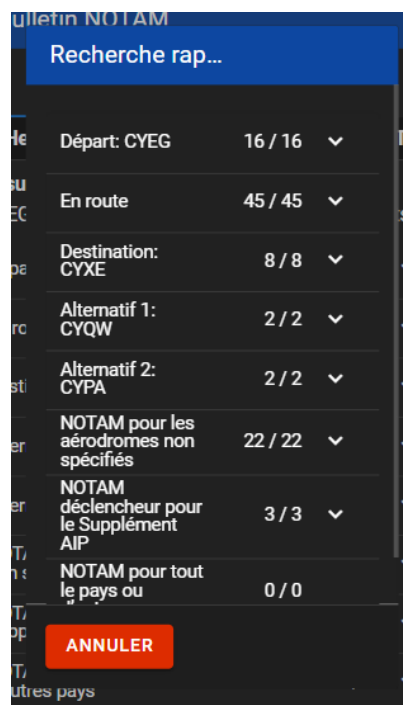 ulletin NOTAM
Recherche rap...
Départ: CYEG 16 / 16
En route 45 / 45
Destination:
CYXE 8 / 8
Alternatif 1:
CYQW 2 / 2
Alternatif 2:
CYPA 2 / 2
NOTAM pour les
aérodromes non
spécifiés 22 / 22
NOTAM
déclencheur pour
le Supplément
AIP 3 / 3
NOTAM pour tout
le pays ou 0 / 0
ANNULER
utres pays